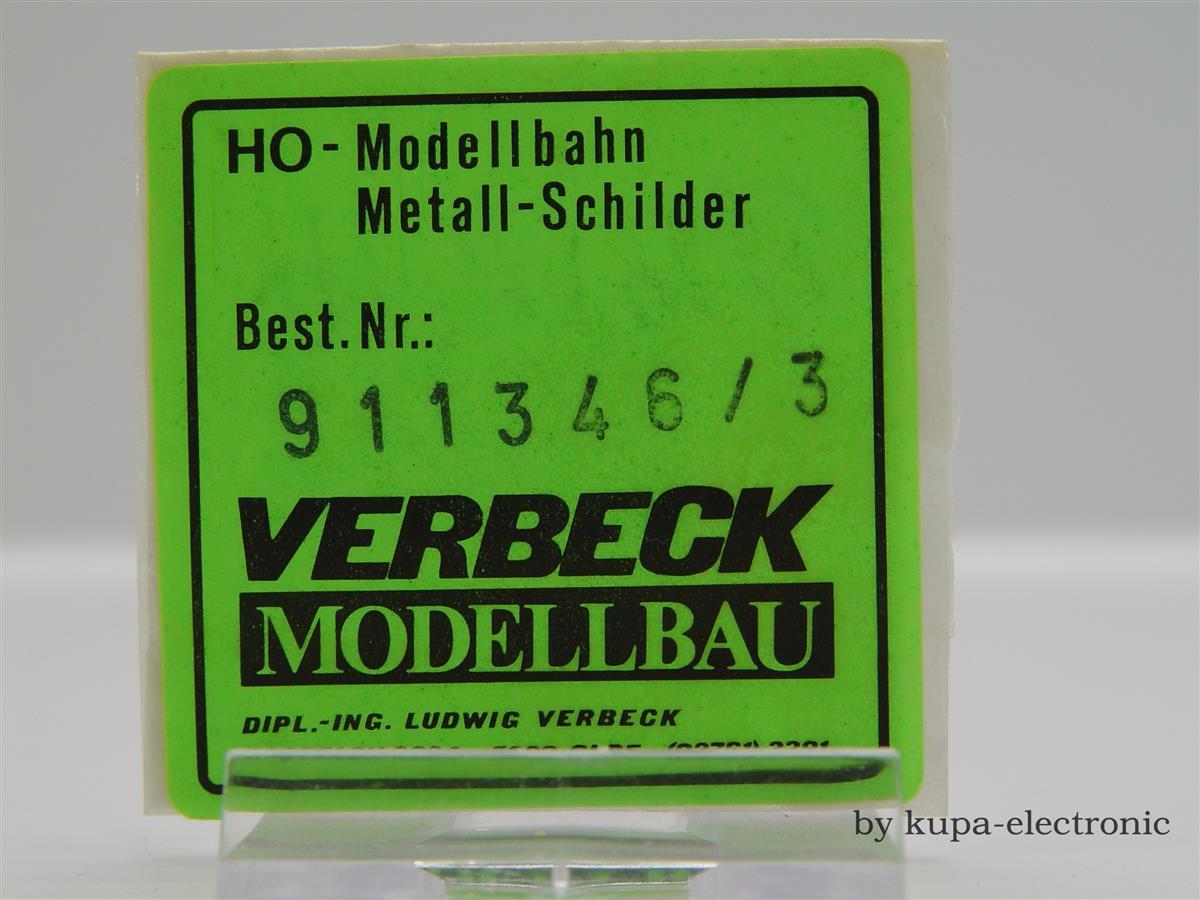 HO-Modellbahn
Metall-Schilder
Best.Nr.:
911346/3
VERBECK
MODELLBAU
DIPL.-ING. LUDWIG VERBECK
by kupa-electronic